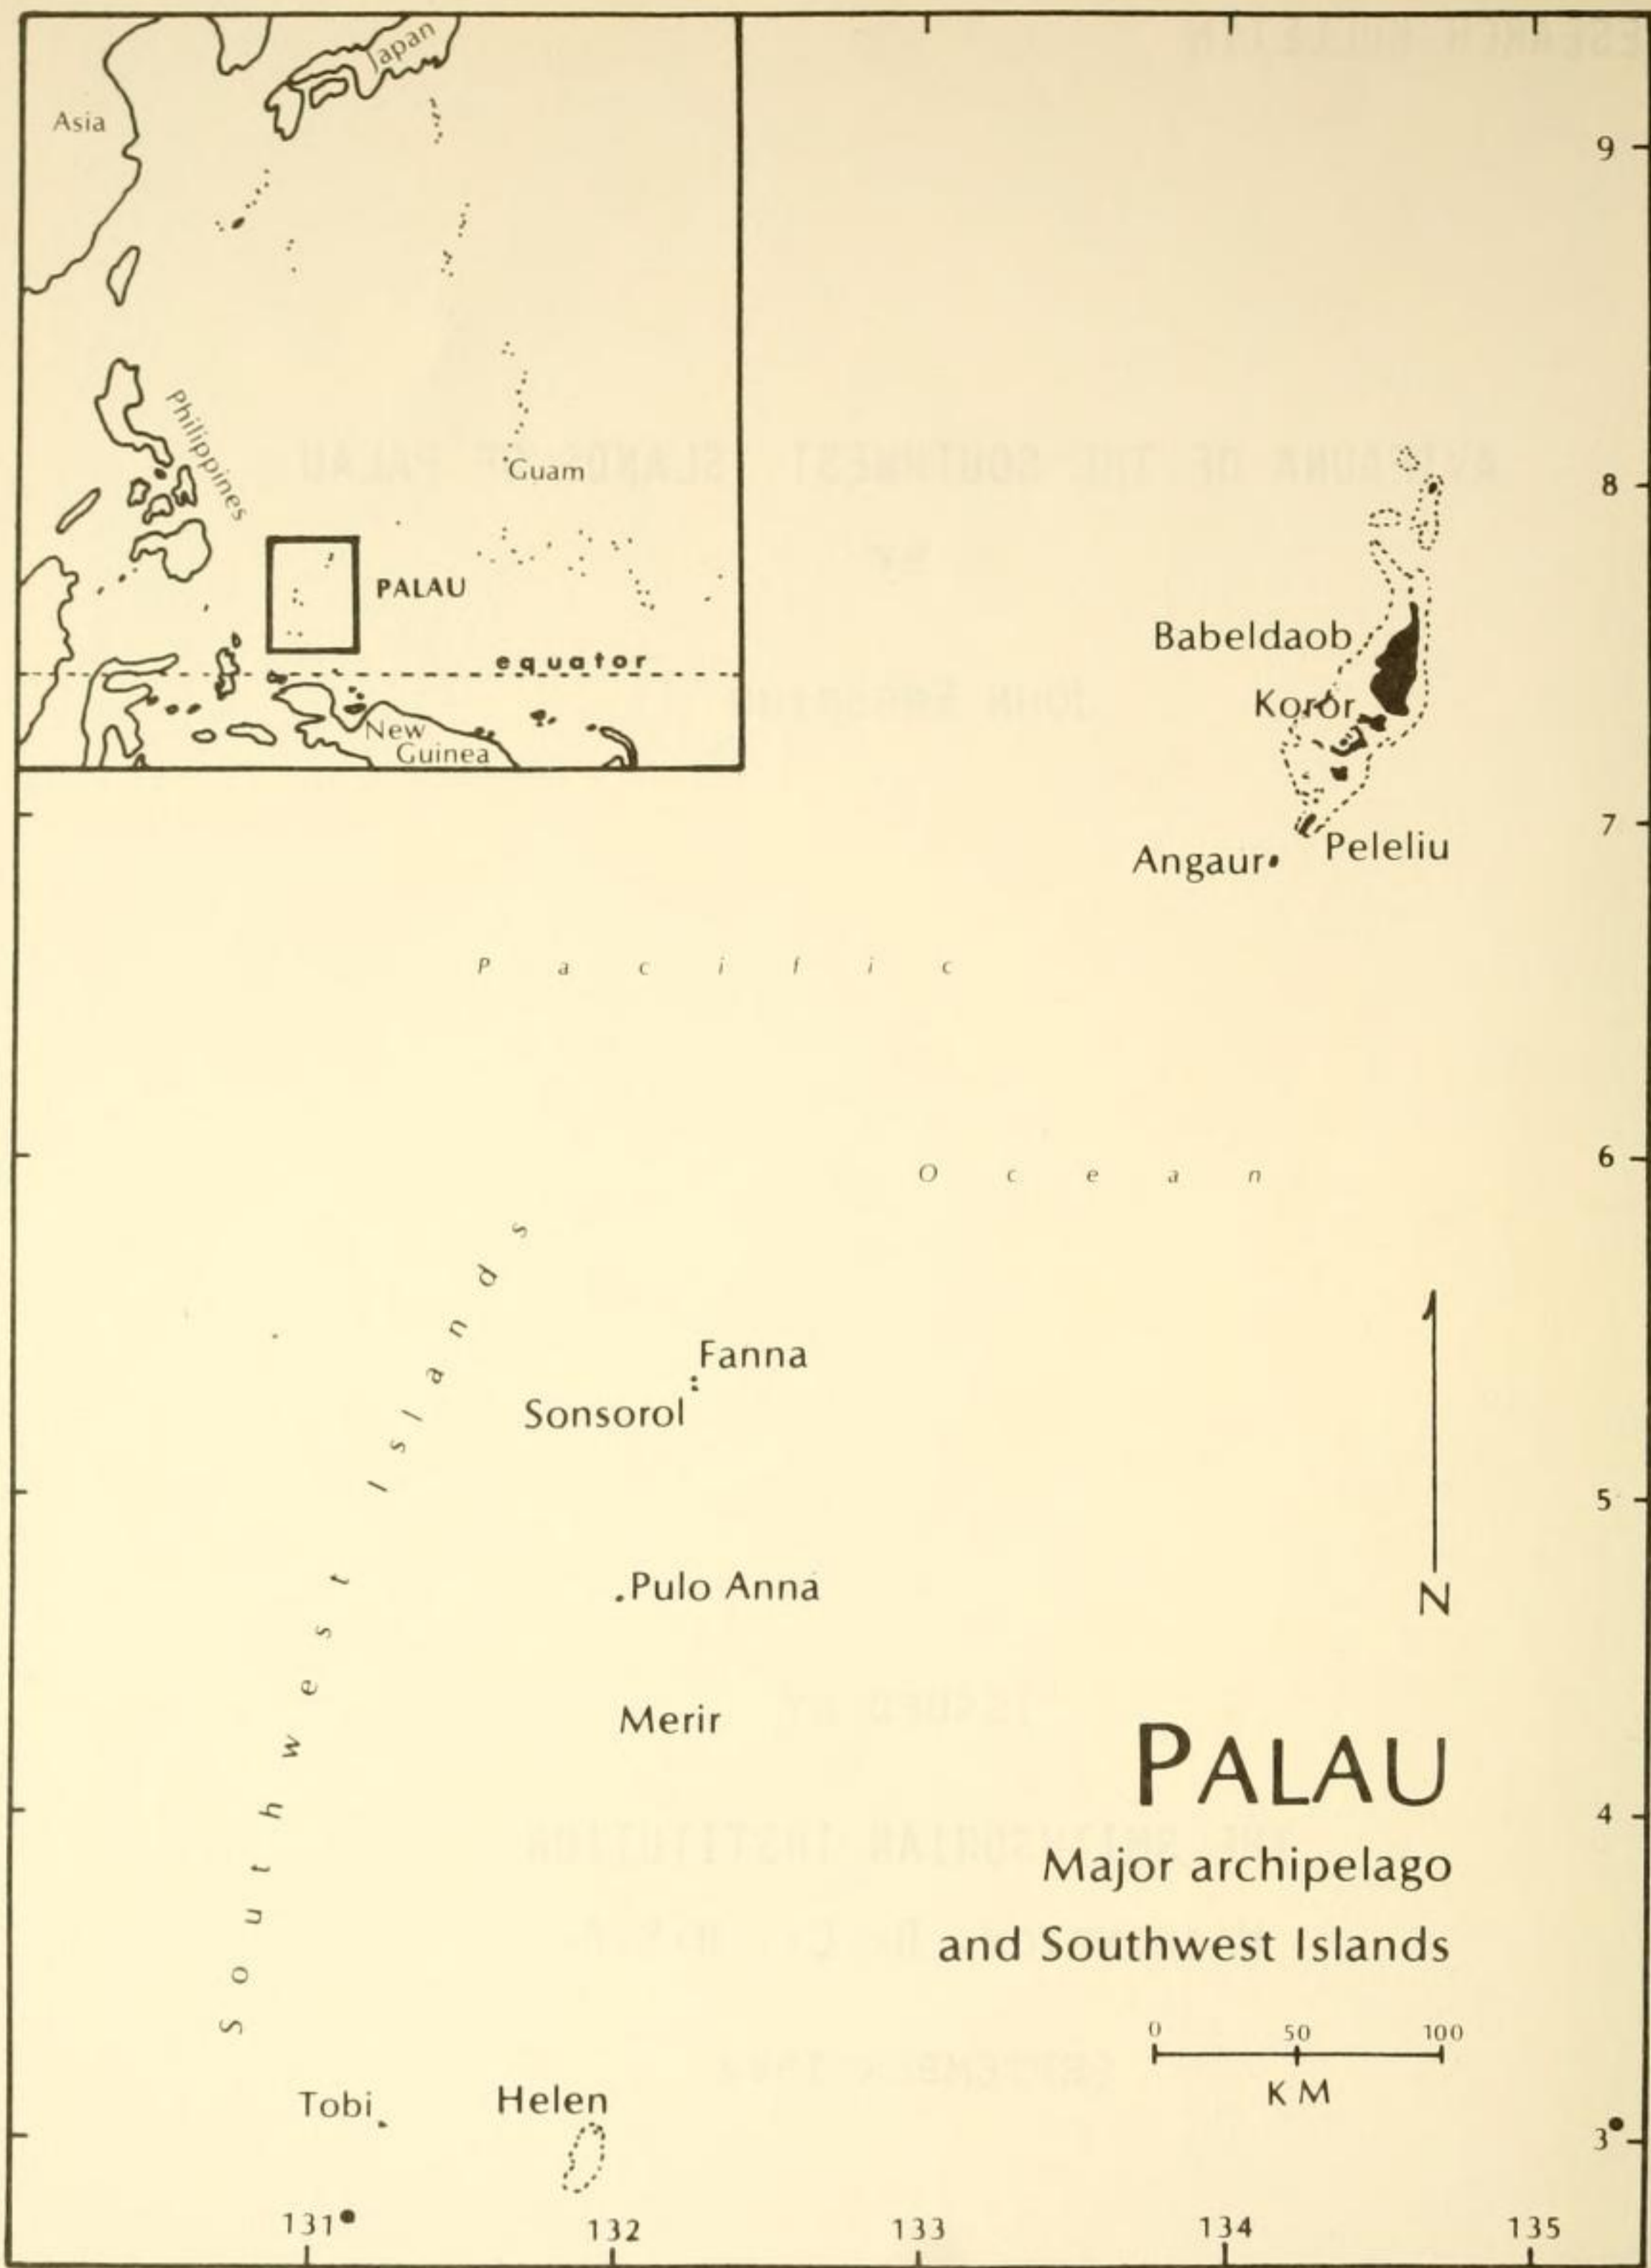 Japan
Asia
Philippines
Guam
PALAU
equator
New
Guinea
9
8
Babeldaob
Koror
7
Angaur
Peleliu
Pacific
6
Ocean
Southwest Islands
Fanna
Sonsorol
5
Pulo Anna
N
Merir
PALAU
4
Major archipelago
and Southwest Islands
0 50 100
KM
Tobi
Helen
3°
131° 132 133 134 135